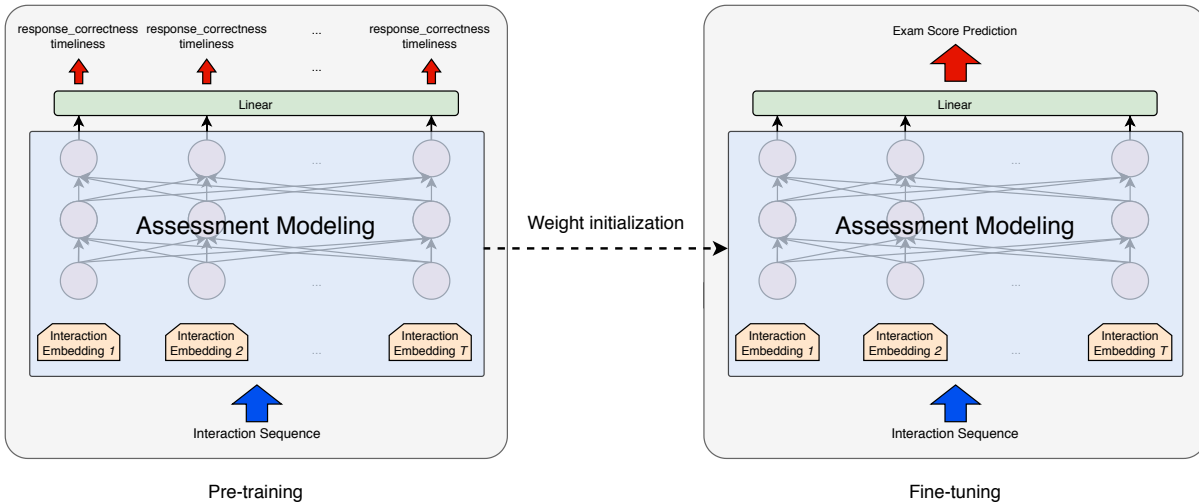 response_correctness response_correctness ... response_correctness
timeliness timeliness ... timeliness
Linear
...
Assessment Modeling
...
Interaction Interaction Interaction
Embedding 1 Embedding 2 ... Embedding T
Interaction Sequence
Pre-training
Weight initialization
Exam Score Prediction
Linear
...
Assessment Modeling
...
Interaction Interaction Interaction
Embedding 1 Embedding 2 ... Embedding T
Interaction Sequence
Fine-tuning